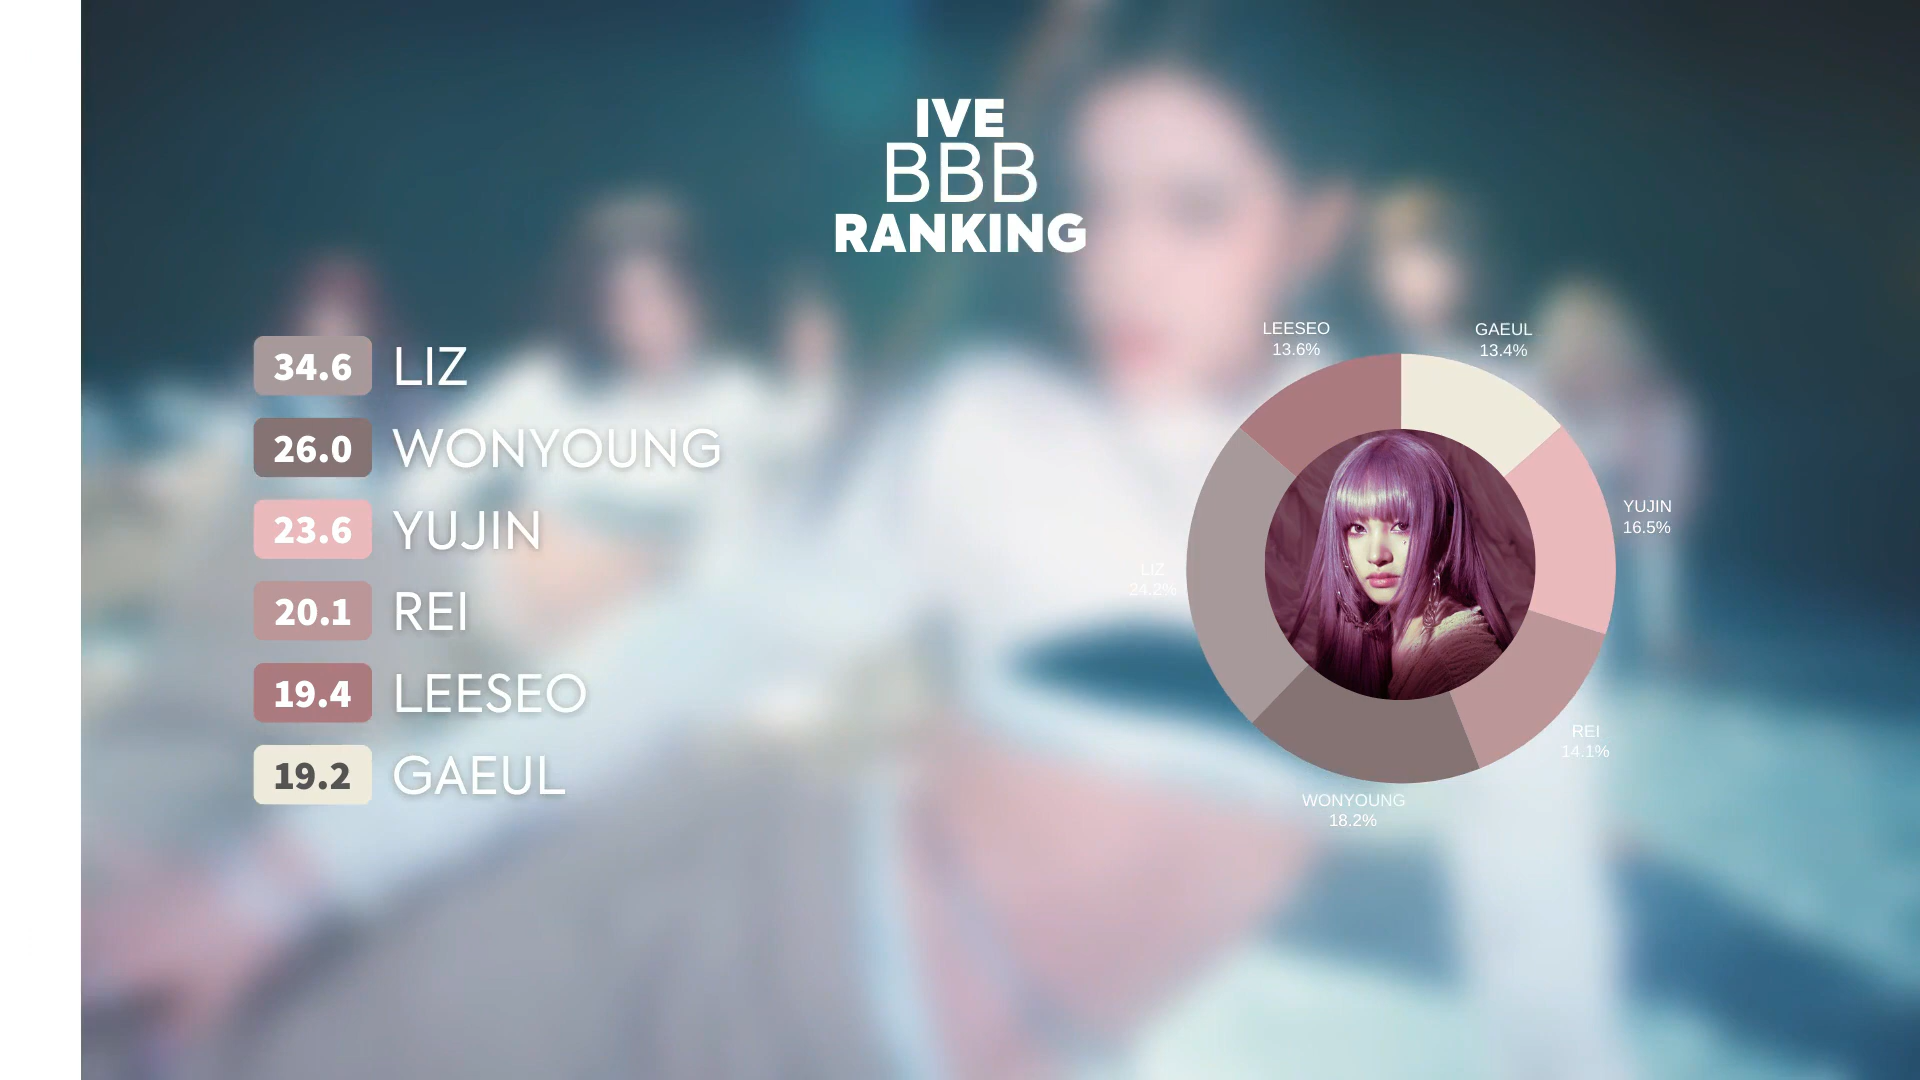 IVE
BBB
RANKING
34.6 LIZ
26.0 WONYOUNG
23.6 YUJIN
20.1 REI
19.4 LEESEO
19.2 GAEUL
LEESEO
13.6%
GAEUL
13.4%
YUJIN
16.5%
LIZ
24.2%
REI
14.1%
WONYOUNG
18.2%